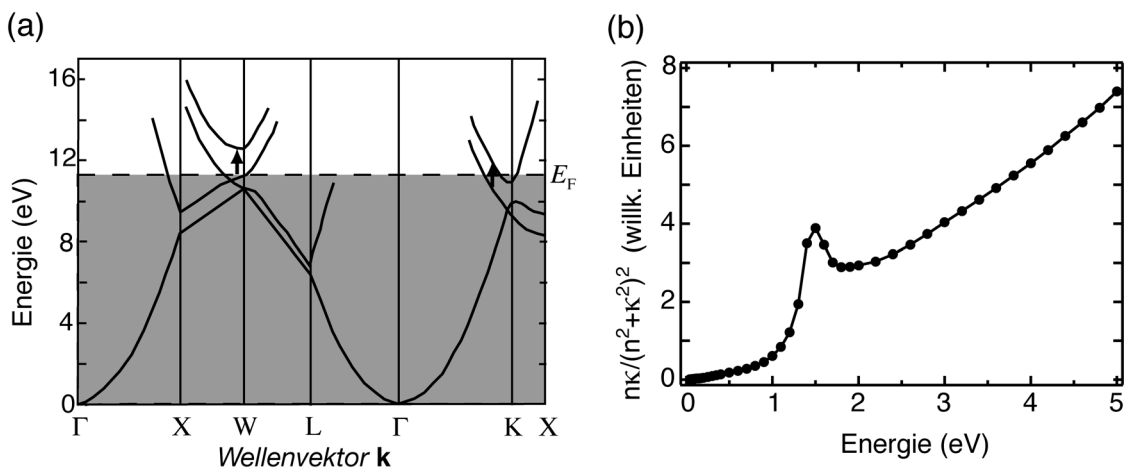 (a)
16
12
8
4
0
Energie (eV)
E_F
Γ X W L Γ K X
Wellenvektor k
(b)
8
6
4
2
0
nκ/(n²+κ²)² (willk. Einheiten)
0 1 2 3 4 5
Energie (eV)